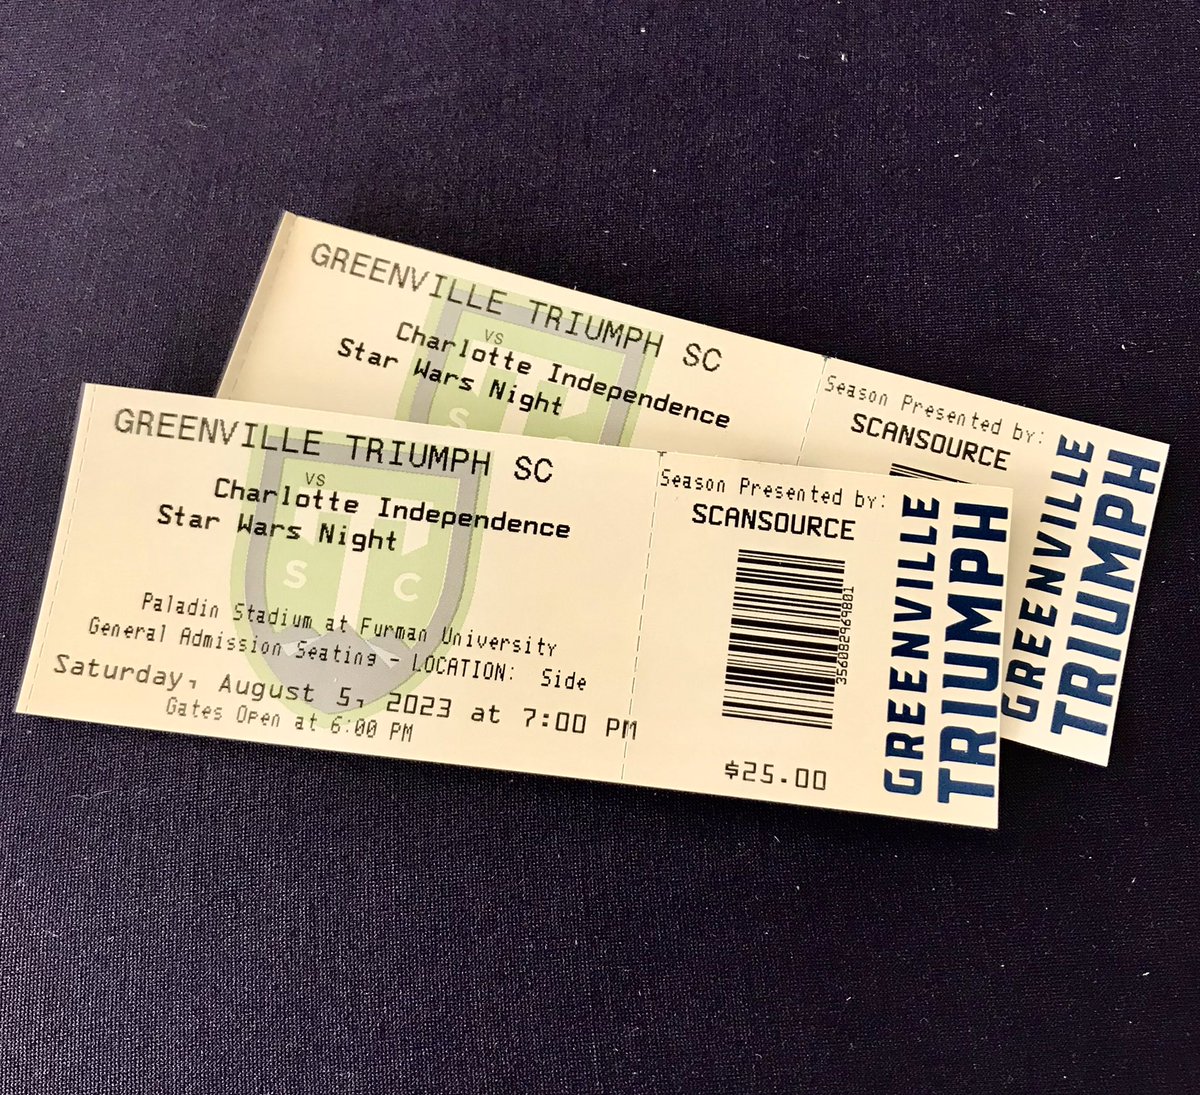 GREENVILLE TRIUMPH SC
VS
Charlotte Independence
Star Wars Night
Season Presented by:
SCANSOURCE
GREENVILLE
TRIUMPH
S
GREENVILLE TRIUMPH SC
VS
Charlotte Independence
Star Wars Night
S C
Paladin Stadium at Furman University
General Admission Seating - LOCATION: Side
Saturday, August 5, 2023 at 7:00 PM
Gates Open at 6:00 PM
Season Presented by:
SCANSOURCE
356082969801
$25.00
GREENVILLE
TRIUMPH